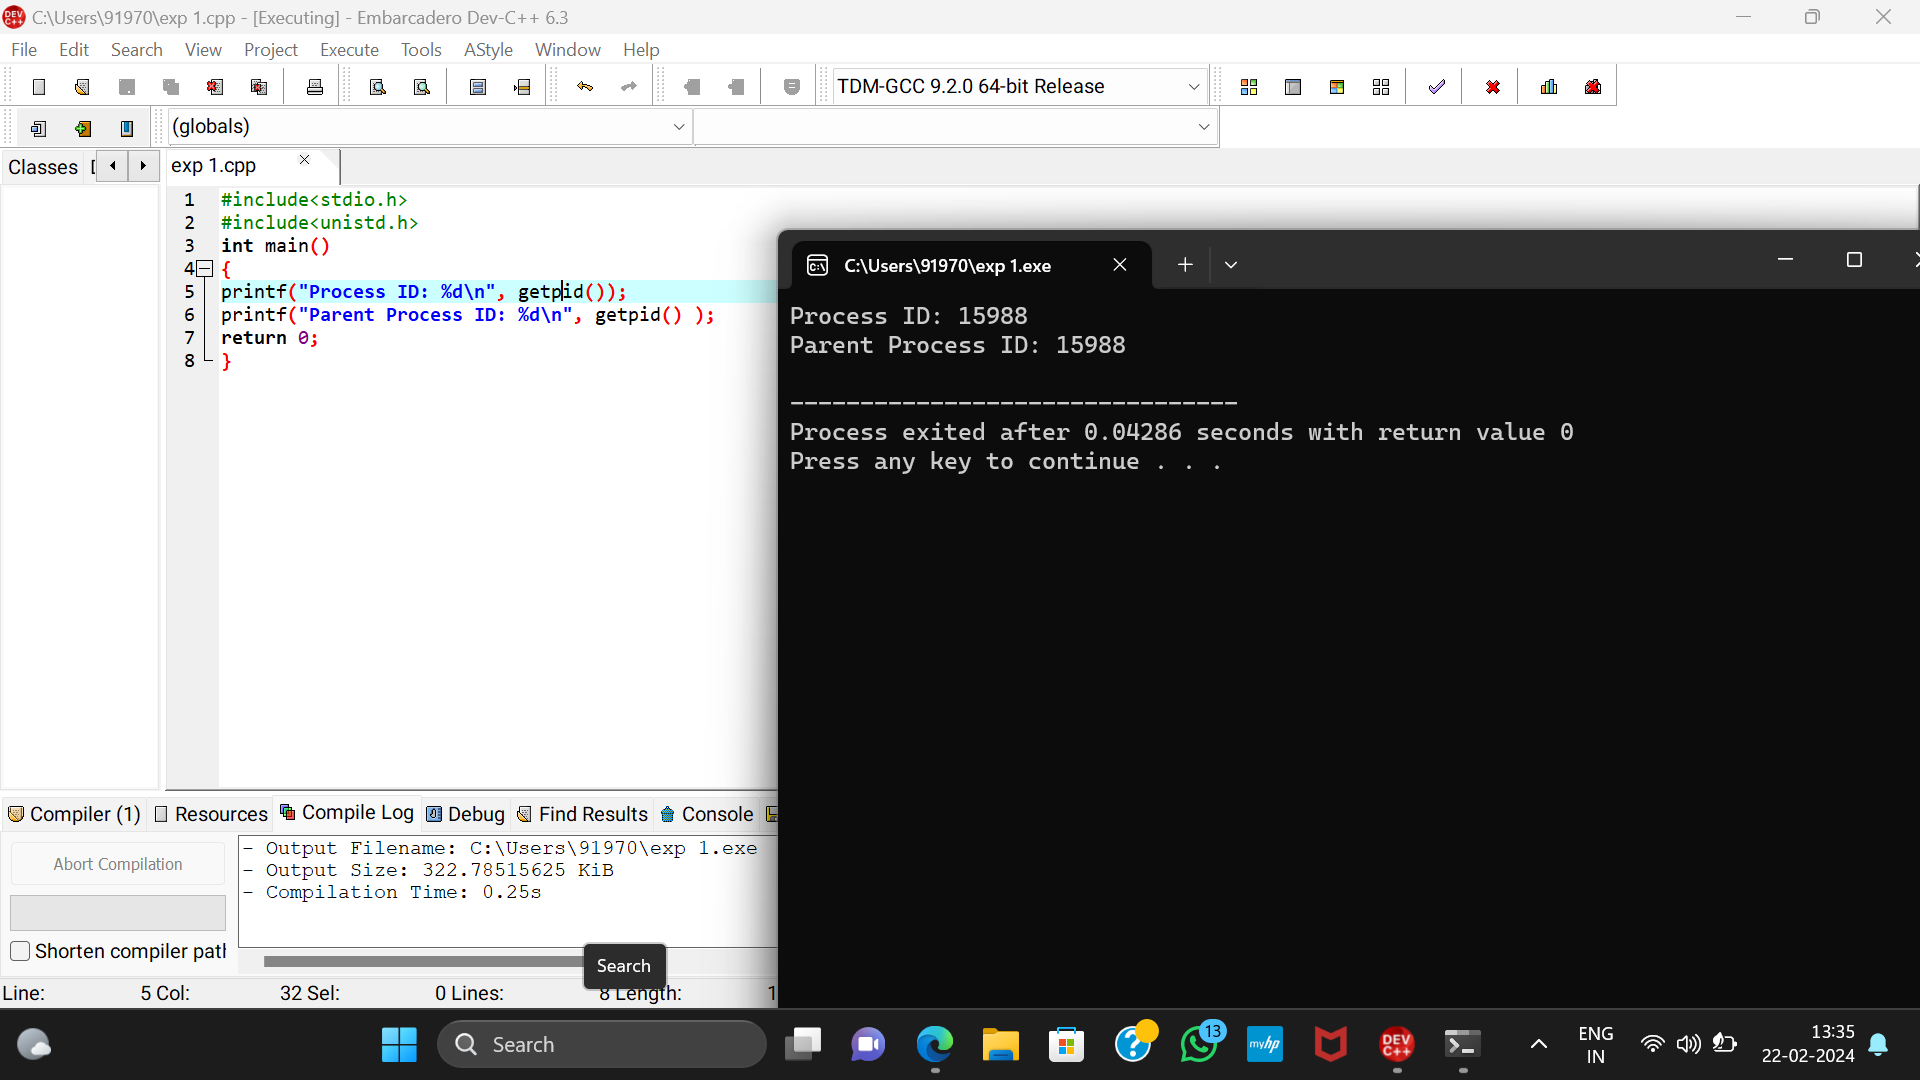 C:\Users\91970\exp 1.cpp - [Executing] - Embarcadero Dev-C++ 6.3
File Edit Search View Project Execute Tools AStyle Window Help
TDM-GCC 9.2.0 64-bit Release
(globals)
Classes
exp 1.cpp
1 #include<stdio.h>
2 #include<unistd.h>
3 int main()
4 {
5 printf("Process ID: %d\n", getpid());
6 printf("Parent Process ID: %d\n", getpid() );
7 return 0;
8 }
C:\Users\91970\exp 1.exe
Process ID: 15988
Parent Process ID: 15988
--------------------------------
Process exited after 0.04286 seconds with return value 0
Press any key to continue . . .
Compiler (1) Resources Compile Log Debug Find Results Console
Abort Compilation
Shorten compiler path
- Output Filename: C:\Users\91970\exp 1.exe
- Output Size: 322.78515625 KiB
- Compilation Time: 0.25s
Search
Line: 5 Col: 32 Sel: 0 Lines: 8 Length: 1
Search
13
myhp
DEV C++
ENG
IN
13:35
22-02-2024